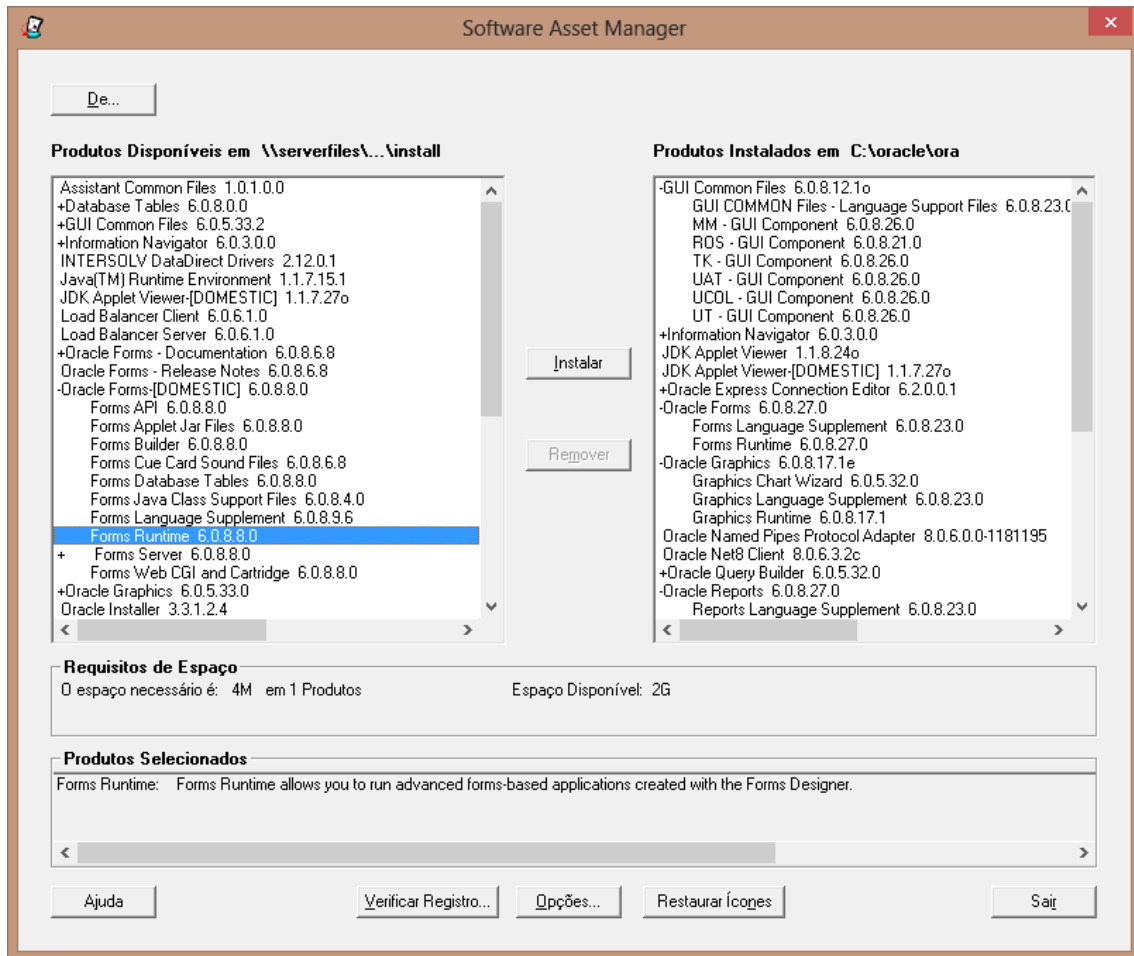 Software Asset Manager
De...
Produtos Disponíveis em \\serverfiles\...\install
Assistant Common Files 1.0.1.0.0
+Database Tables 6.0.8.0.0
+GUI Common Files 6.0.5.33.2
+Information Navigator 6.0.3.0.0
INTERSOLV DataDirect Drivers 2.12.0.1
Java(TM) Runtime Environment 1.1.7.15.1
JDK Applet Viewer-[DOMESTIC] 1.1.7.27o
Load Balancer Client 6.0.6.1.0
Load Balancer Server 6.0.6.1.0
+Oracle Forms - Documentation 6.0.8.6.8
Oracle Forms - Release Notes 6.0.8.6.8
-Oracle Forms-[DOMESTIC] 6.0.8.8.0
Forms API 6.0.8.8.0
Forms Applet Jar Files 6.0.8.8.0
Forms Builder 6.0.8.8.0
Forms Cue Card Sound Files 6.0.8.6.8
Forms Database Tables 6.0.8.8.0
Forms Java Class Support Files 6.0.8.4.0
Forms Language Supplement 6.0.8.9.6
Forms Runtime 6.0.8.8.0
+ Forms Server 6.0.8.8.0
Forms Web CGI and Cartridge 6.0.8.8.0
+Oracle Graphics 6.0.5.33.0
Oracle Installer 3.3.1.2.4
Instalar
Remover
Produtos Instalados em C:\oracle\ora
-GUI Common Files 6.0.8.12.1o
GUI COMMON Files - Language Support Files 6.0.8.23.0
MM - GUI Component 6.0.8.26.0
ROS - GUI Component 6.0.8.21.0
TK - GUI Component 6.0.8.26.0
UAT - GUI Component 6.0.8.26.0
UCOL - GUI Component 6.0.8.26.0
UT - GUI Component 6.0.8.26.0
+Information Navigator 6.0.3.0.0
JDK Applet Viewer 1.1.8.24o
JDK Applet Viewer-[DOMESTIC] 1.1.7.27o
+Oracle Express Connection Editor 6.2.0.0.1
-Oracle Forms 6.0.8.27.0
Forms Language Supplement 6.0.8.23.0
Forms Runtime 6.0.8.27.0
-Oracle Graphics 6.0.8.17.1e
Graphics Chart Wizard 6.0.5.32.0
Graphics Language Supplement 6.0.8.23.0
Graphics Runtime 6.0.8.17.1
Oracle Named Pipes Protocol Adapter 8.0.6.0.0-1181195
Oracle Net8 Client 8.0.6.3.2c
+Oracle Query Builder 6.0.5.32.0
-Oracle Reports 6.0.8.27.0
Reports Language Supplement 6.0.8.23.0
Requisitos de Espaço
O espaço necessário é: 4M em 1 Produtos Espaço Disponível: 2G
Produtos Selecionados
Forms Runtime: Forms Runtime allows you to run advanced forms-based applications created with the Forms Designer.
Ajuda
Verificar Registro...
Opções...
Restaurar Ícones
Sair